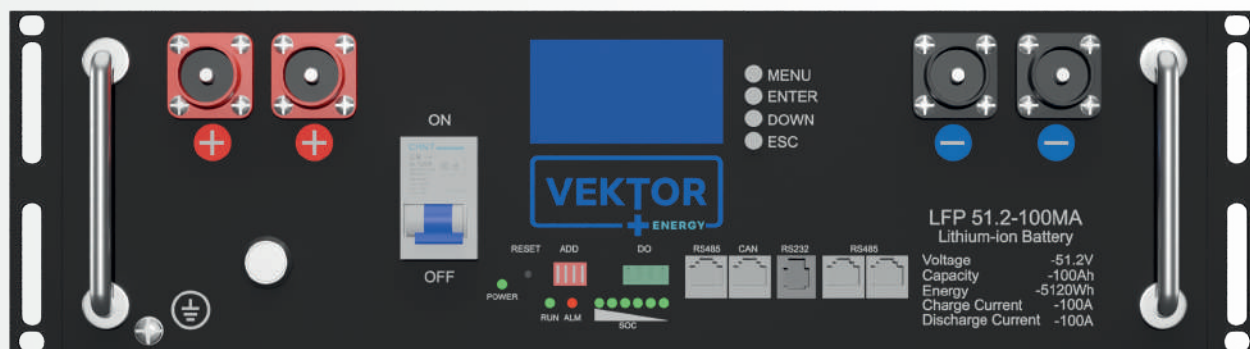 MENU
ENTER
DOWN
ESC
ON
CHNT
OFF
VEKTOR
+ENERGY
RESET
ADD
DO
RS485
CAN
RS232
RS485
POWER
RUN
ALM
SOC
LFP 51.2-100MA
Lithium-ion Battery
Voltage -51.2V
Capacity -100Ah
Energy -5120Wh
Charge Current -100A
Discharge Current -100A